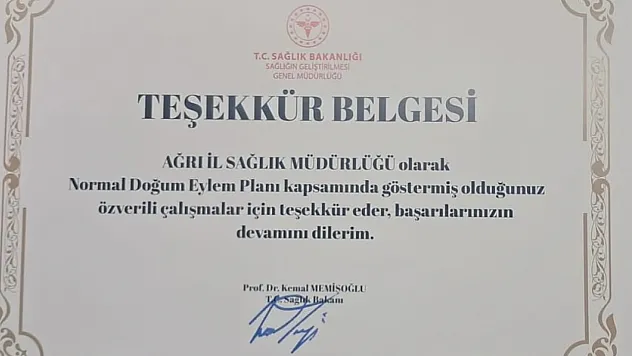 T.C. SAĞLIK BAKANLIĞI
SAĞLIĞIN GELİŞTİRİLMESİ
GENEL MÜDÜRLÜĞÜ
TEŞEKKÜR BELGESİ
AĞRI İL SAĞLIK MÜDÜRLÜĞÜ olarak
Normal Doğum Eylem Planı kapsamında göstermiş olduğunuz
özverili çalışmalar için teşekkür eder, başarılarınızın
devamını dilerim.
Prof. Dr. Kemal MEMİŞOĞLU
T.C. Sağlık Bakanı